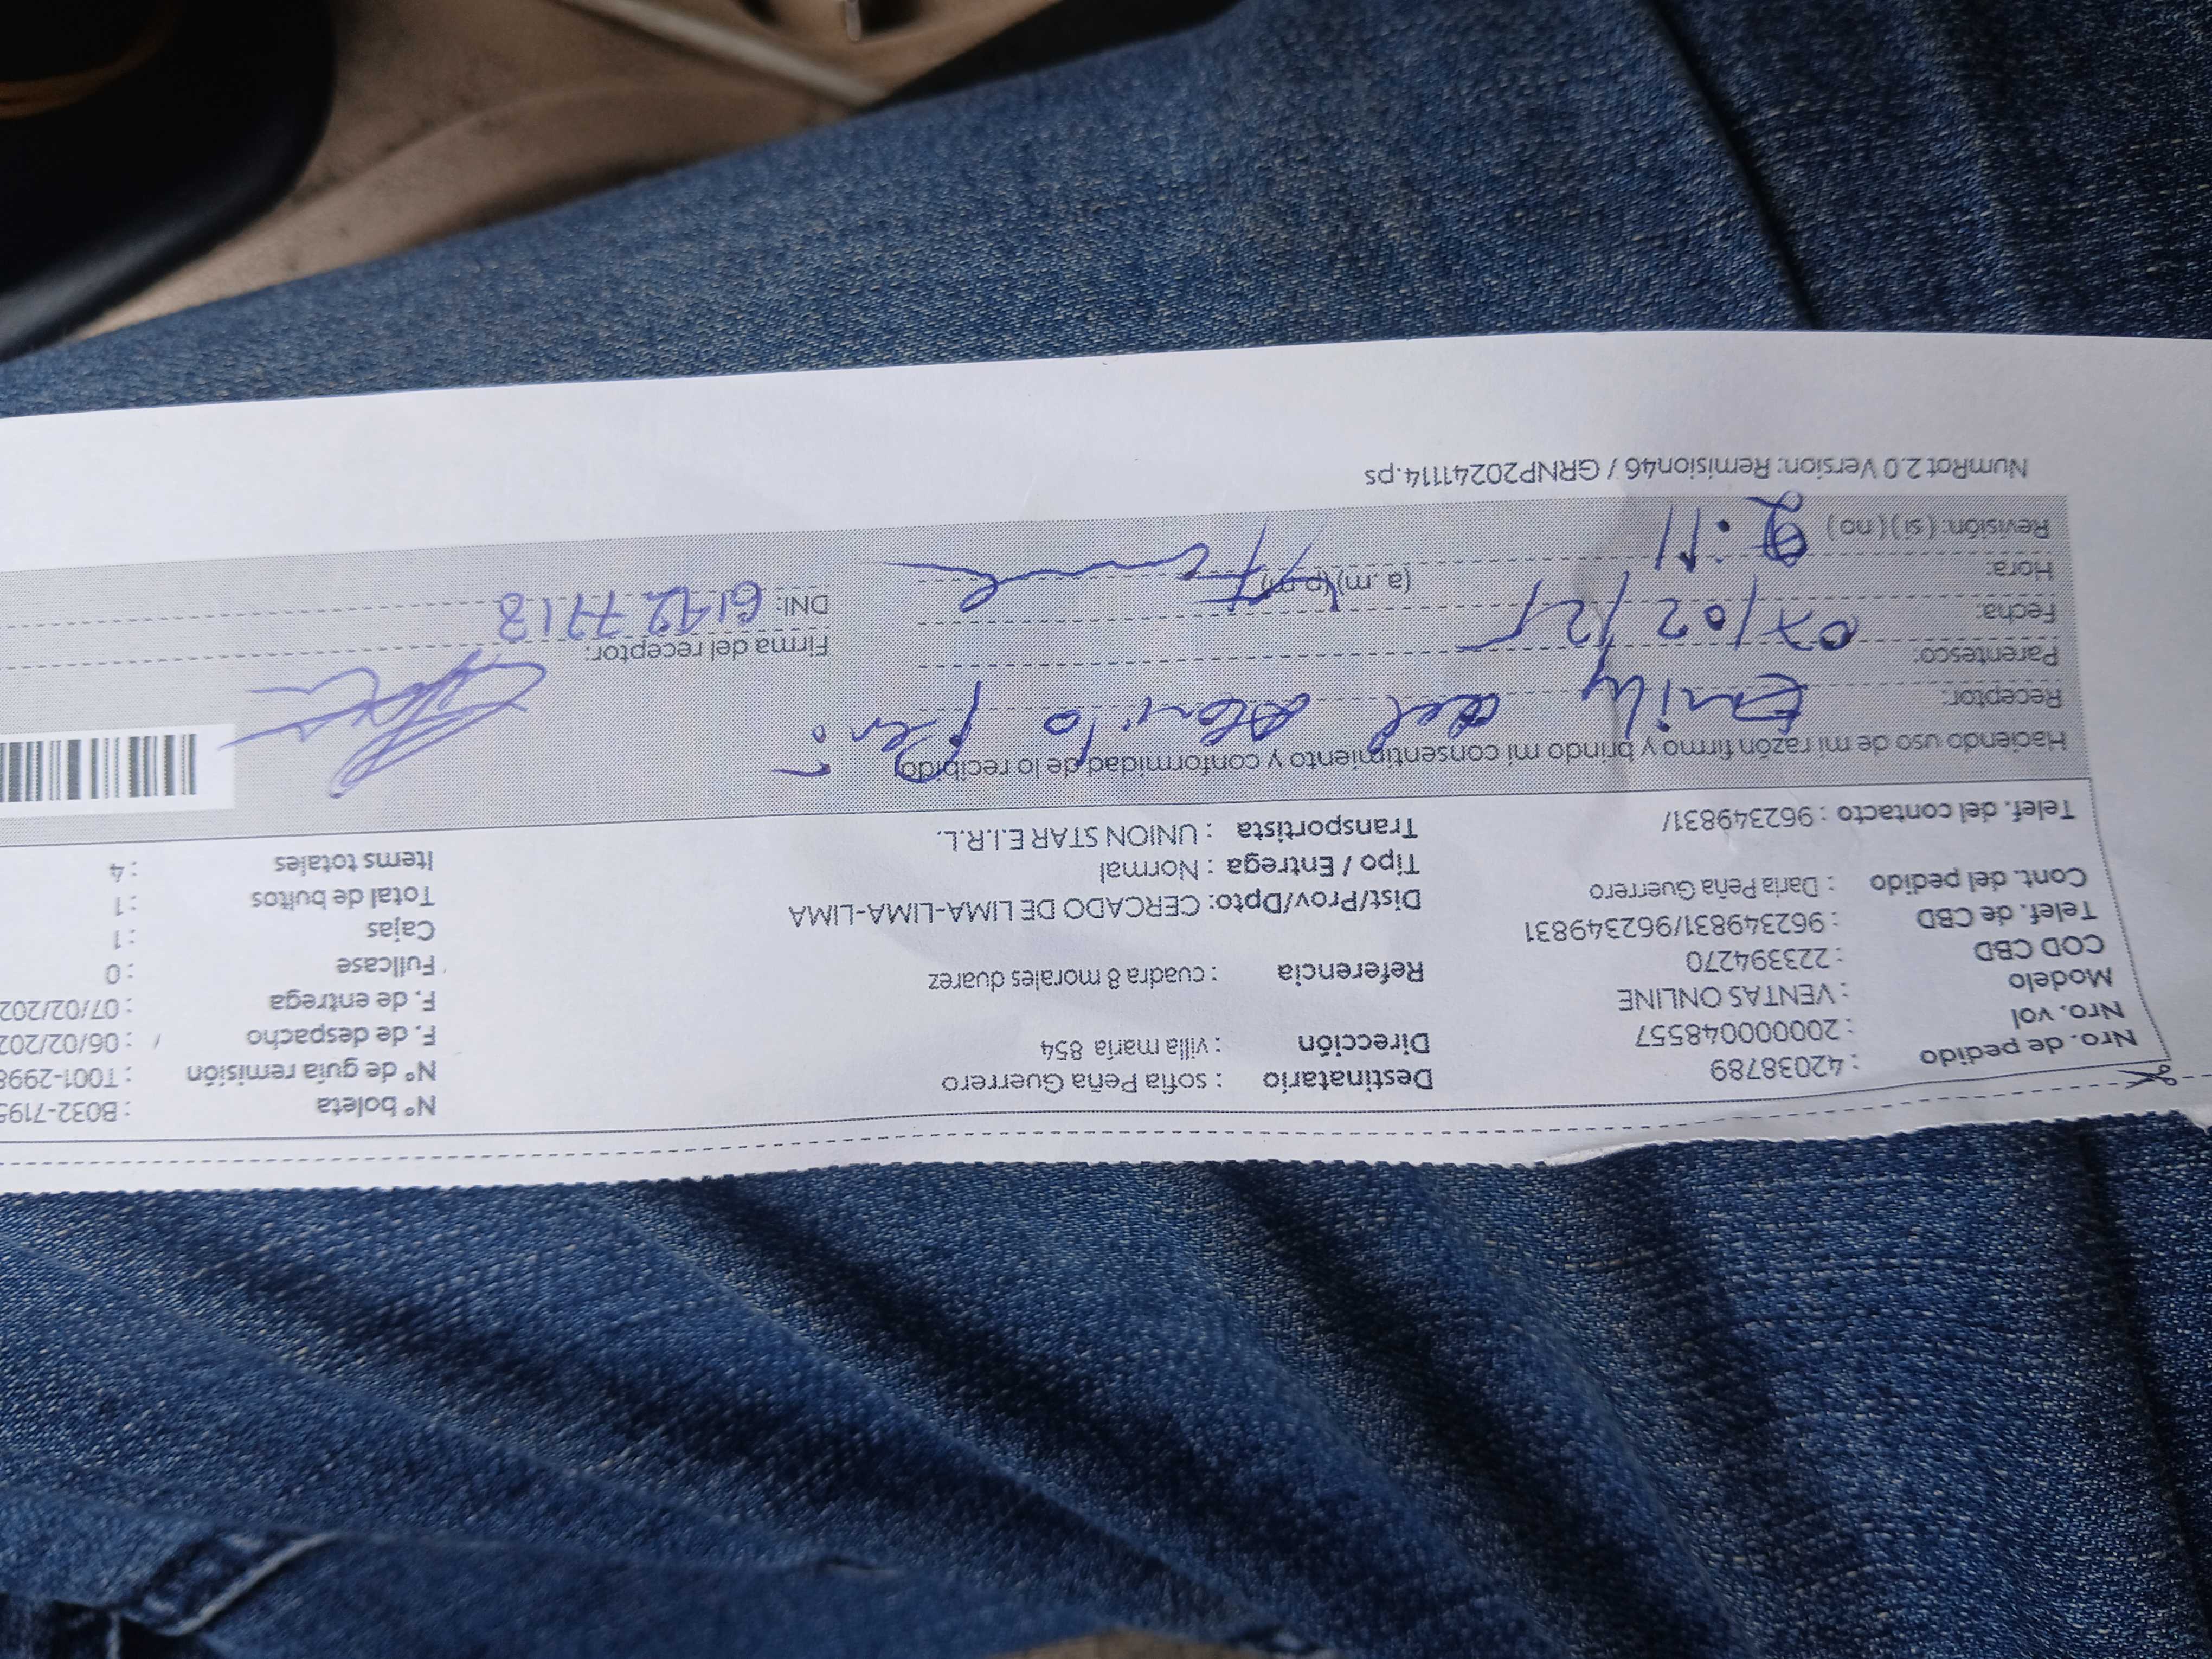 Nro. de pedido : 42038789
Nro. vol : 20000048557
Modelo : VENTAS ONLINE
COD CBD : 223394270
Telef. de CBD : 962349831/962349831
Cont. del pedido : Daria Peña Guerrero
Telef. del contacto : 962349831/
Destinatario : sofia Peña Guerrero
Dirección : villa maría 854
Referencia : cuadra 8 morales duarez
Dist/Prov/Dpto: CERCADO DE LIMA-LIMA-LIMA
Tipo / Entrega : Normal
Transportista : UNION STAR E.I.R.L.
N° boleta : B032-7195
N° de guía remisión : T001-2998
F. de despacho : 06/02/202
F. de entrega : 07/02/202
Fullcase : 0
Cajas : 1
Total de bultos : 1
Items totales : 4
Haciendo uso de mi razón firmo y brindo mi consentimiento y conformidad de lo recibido
Receptor: Emily del
Parentesco:
Fecha: 07/02/25
Hora: (a. m) (p. m)
Revisión: ( si ) ( no ) 9:11
Firma del receptor:
DNI: 61427718
NumRot 2.0 Version: Remision46 / GRNP20241114.ps